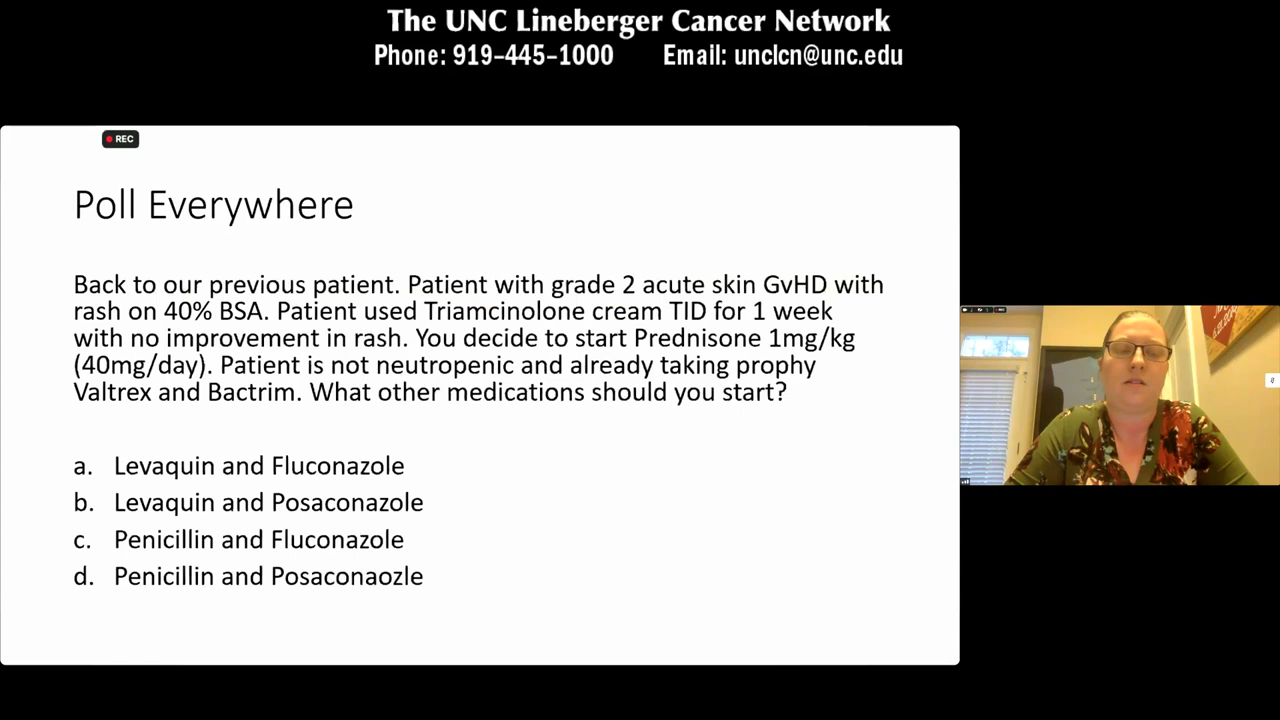 The UNC Lineberger Cancer Network
Phone: 919-445-1000 Email: unclcn@unc.edu
REC
Poll Everywhere
Back to our previous patient. Patient with grade 2 acute skin GvHD with
rash on 40% BSA. Patient used Triamcinolone cream TID for 1 week
with no improvement in rash. You decide to start Prednisone 1mg/kg
(40mg/day). Patient is not neutropenic and already taking prophy
Valtrex and Bactrim. What other medications should you start?
a. Levaquin and Fluconazole
b. Levaquin and Posaconazole
c. Penicillin and Fluconazole
d. Penicillin and Posaconaozle